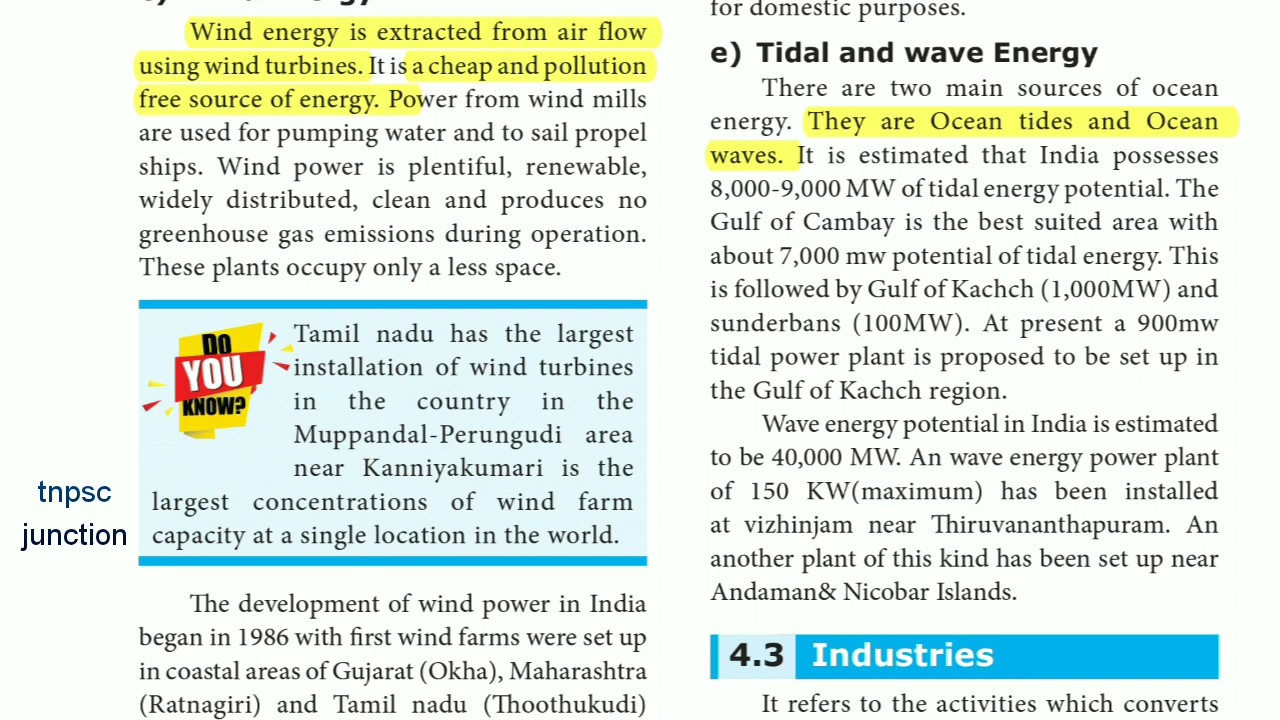 Wind energy is extracted from air flow
using wind turbines. It is a cheap and pollution
free source of energy. Power from wind mills
are used for pumping water and to sail propel
ships. Wind power is plentiful, renewable,
widely distributed, clean and produces no
greenhouse gas emissions during operation.
These plants occupy only a less space.
DO
YOU
KNOW?
Tamil nadu has the largest
installation of wind turbines
in the country in the
Muppandal-Perungudi area
near Kanniyakumari is the
largest concentrations of wind farm
capacity at a single location in the world.
tnpsc
junction
The development of wind power in India
began in 1986 with first wind farms were set up
in coastal areas of Gujarat (Okha), Maharashtra
(Ratnagiri) and Tamil nadu (Thoothukudi)
for domestic purposes.
e) Tidal and wave Energy
There are two main sources of ocean
energy. They are Ocean tides and Ocean
waves. It is estimated that India possesses
8,000-9,000 MW of tidal energy potential. The
Gulf of Cambay is the best suited area with
about 7,000 mw potential of tidal energy. This
is followed by Gulf of Kachch (1,000MW) and
sunderbans (100MW). At present a 900mw
tidal power plant is proposed to be set up in
the Gulf of Kachch region.
Wave energy potential in India is estimated
to be 40,000 MW. An wave energy power plant
of 150 KW(maximum) has been installed
at vizhinjam near Thiruvananthapuram. An
another plant of this kind has been set up near
Andaman& Nicobar Islands.
4.3 Industries
It refers to the activities which converts